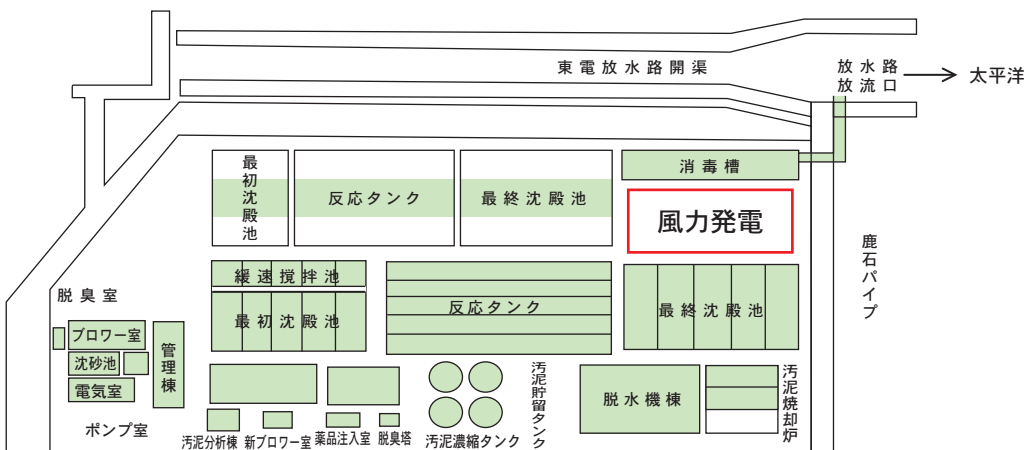 東電放水路開渠
放水路
放流口
太平洋
最初沈殿池
反応タンク
最終沈殿池
消毒槽
風力発電
鹿石パイプ
緩速撹拌池
最初沈殿池
反応タンク
最終沈殿池
脱臭室
ブロワー室
沈砂池
電気室
管理棟
ポンプ室
汚泥分析棟
新ブロワー室
薬品注入室
脱臭塔
汚泥濃縮タンク
汚泥貯留タンク
脱水機棟
汚泥焼却炉